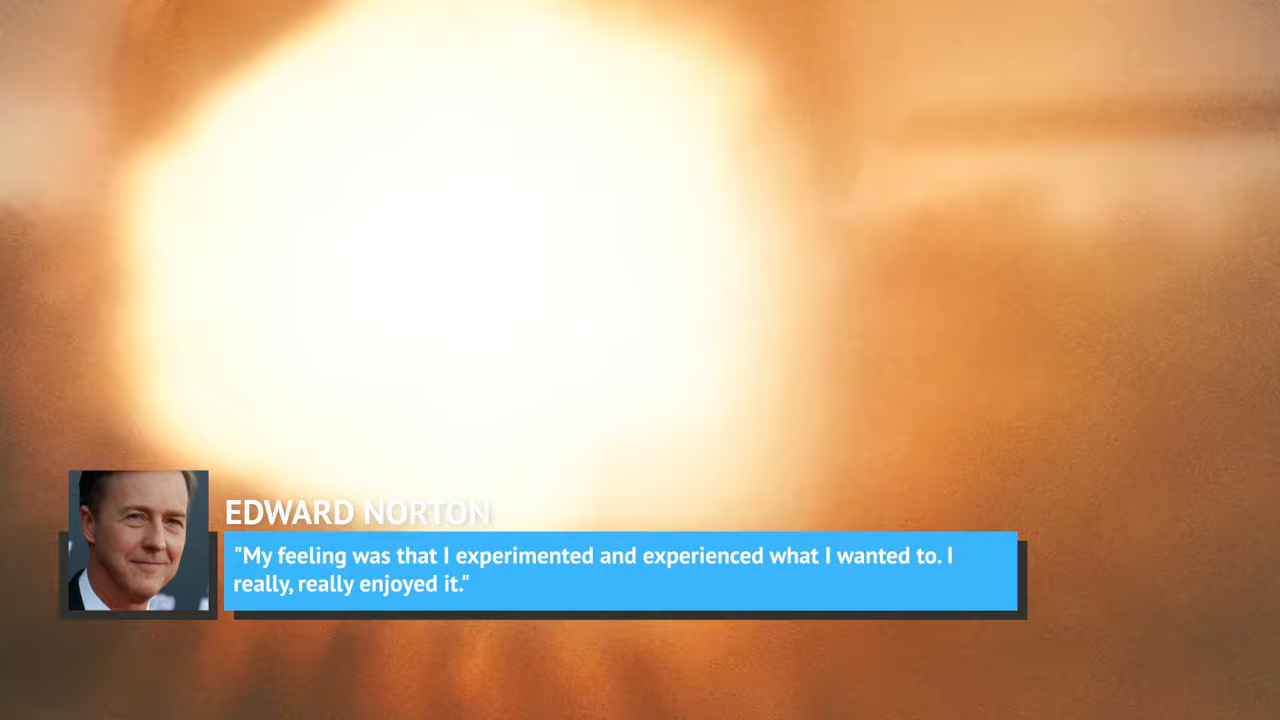 EDWARD NORTON
"My feeling was that I experimented and experienced what I wanted to. I
really, really enjoyed it."